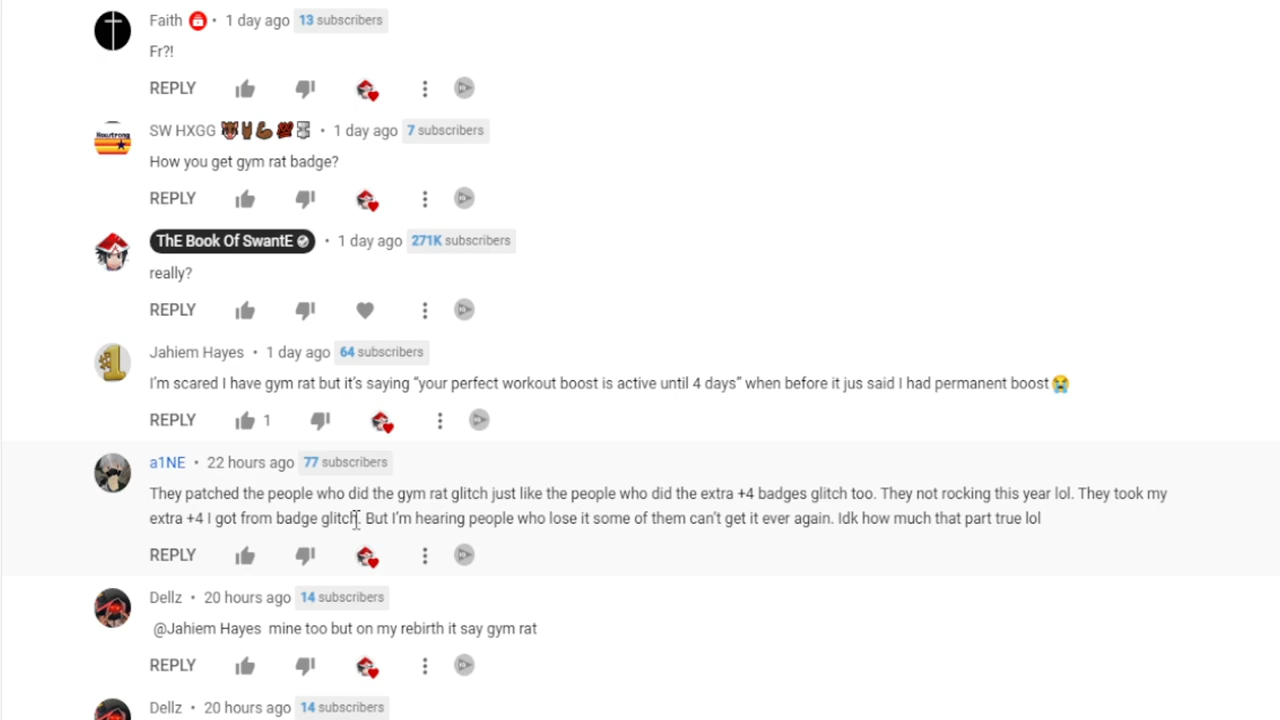 Faith • 1 day ago 13 subscribers
Fr?!
REPLY
SW HXGG • 1 day ago 7 subscribers
How you get gym rat badge?
REPLY
ThE Book Of SwantE • 1 day ago 271K subscribers
really?
REPLY
Jahiem Hayes • 1 day ago 64 subscribers
I'm scared I have gym rat but it's saying “your perfect workout boost is active until 4 days” when before it jus said I had permanent boost😭
REPLY 1
a1NE • 22 hours ago 77 subscribers
They patched the people who did the gym rat glitch just like the people who did the extra +4 badges glitch too. They not rocking this year lol. They took my
extra +4 I got from badge glitch. But I'm hearing people who lose it some of them can't get it ever again. Idk how much that part true lol
REPLY
Dellz • 20 hours ago 14 subscribers
@Jahiem Hayes mine too but on my rebirth it say gym rat
REPLY
Dellz • 20 hours ago 14 subscribers